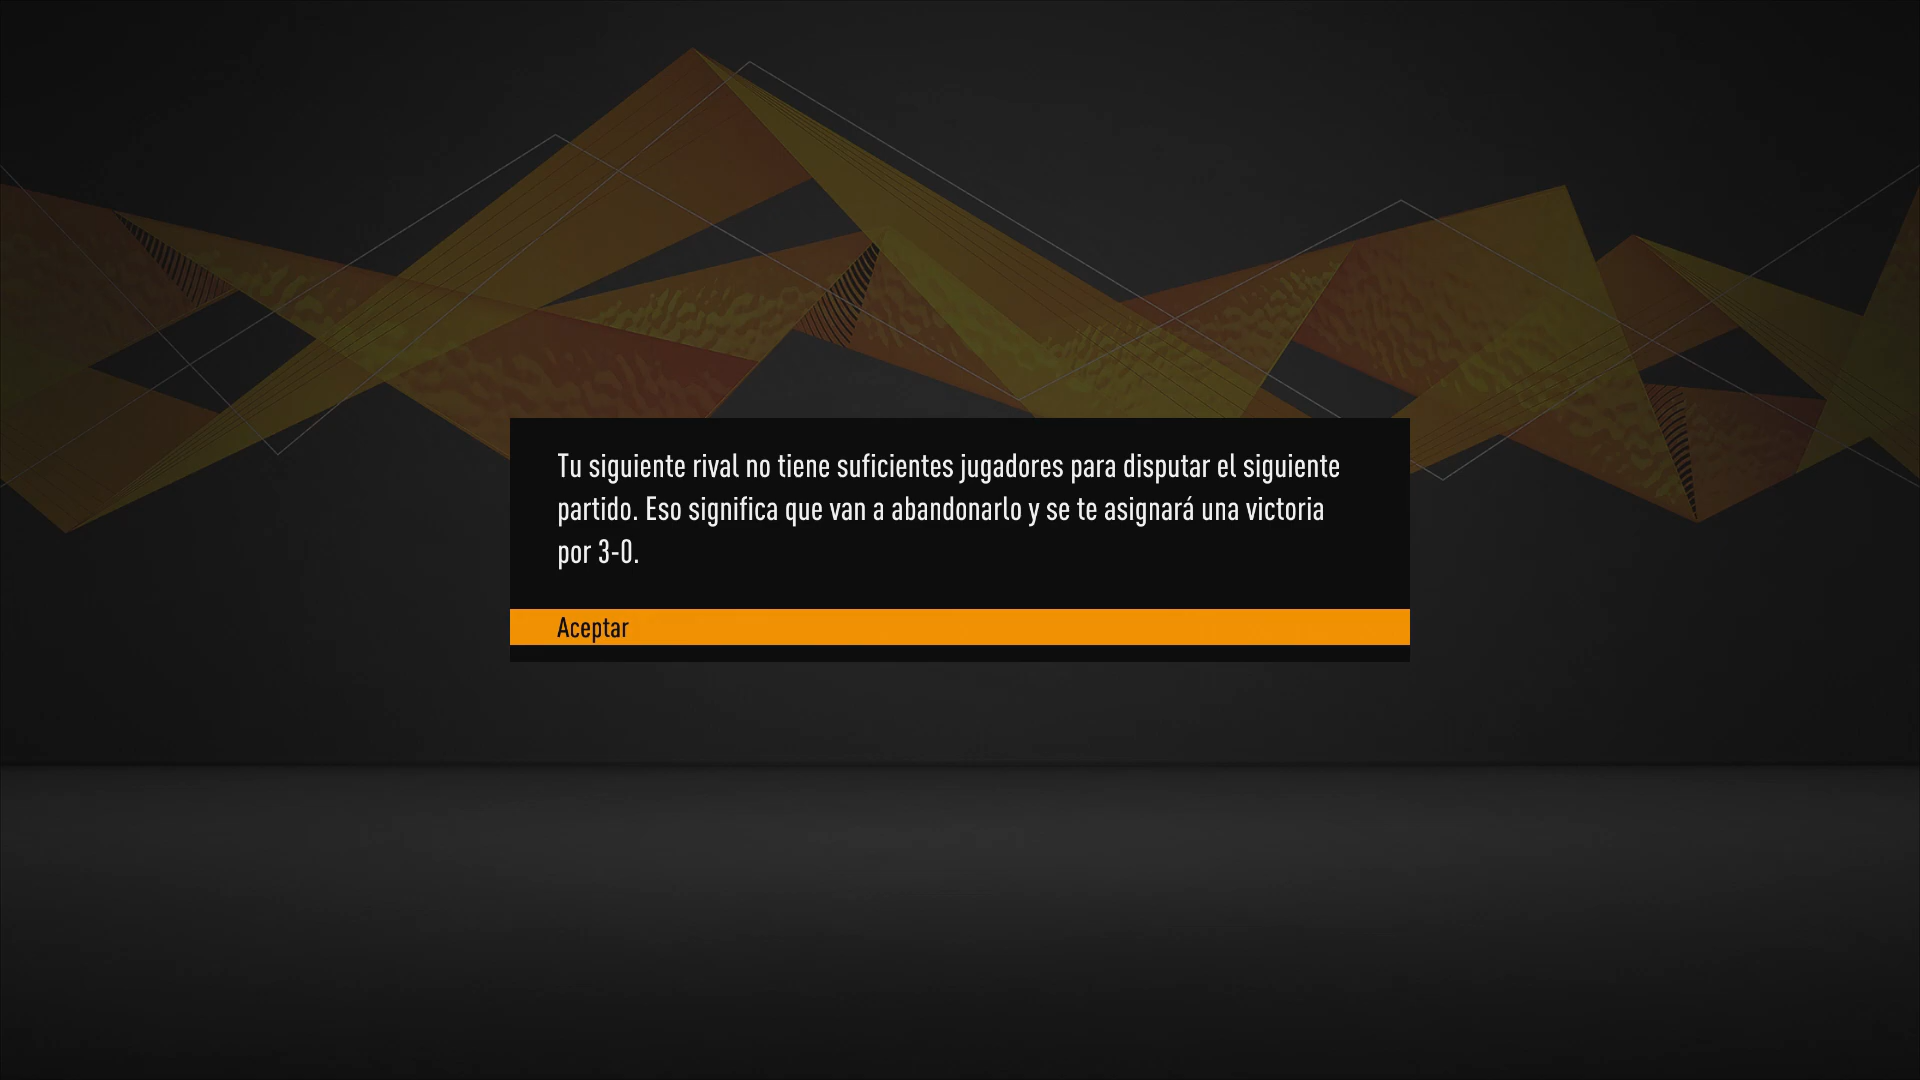 Tu siguiente rival no tiene suficientes jugadores para disputar el siguiente
partido. Eso significa que van a abandonarlo y se te asignará una victoria
por 3-0.
Aceptar